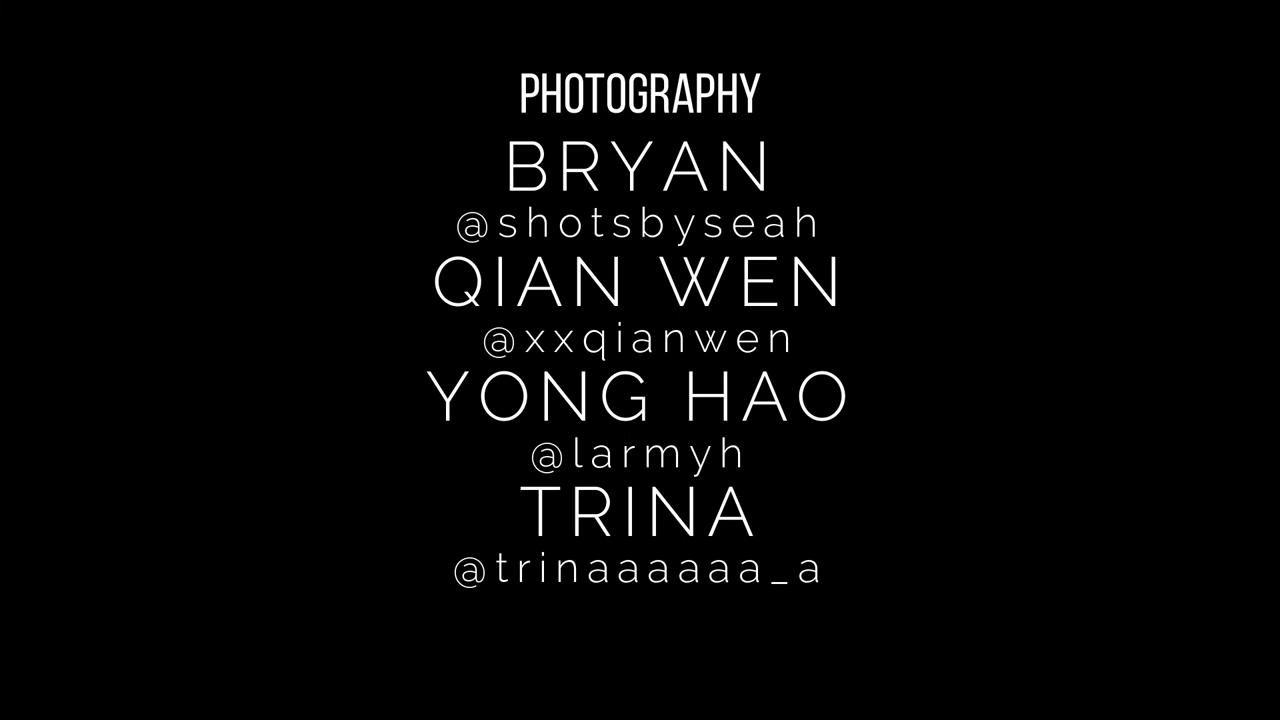 PHOTOGRAPHY
BRYAN
@shotsbyseah
QIAN WEN
@xxqianwen
YONG HAO
@larmyh
TRINA
@trinaaaaaa_a